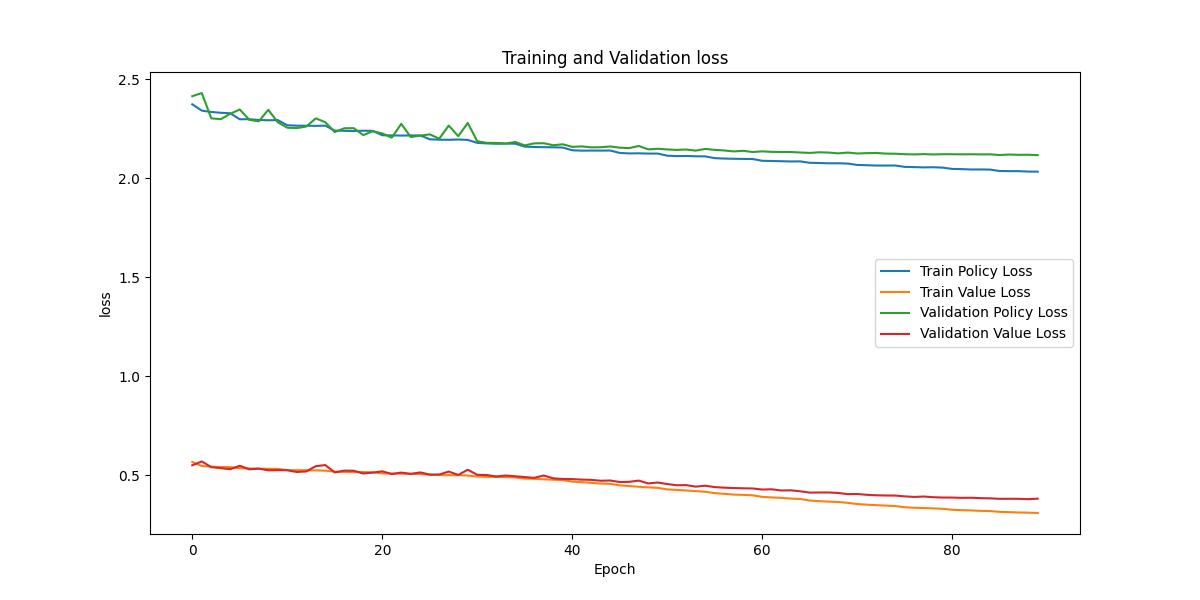 Training and Validation loss
2.5
2.0
1.5
1.0
0.5
loss
Train Policy Loss
Train Value Loss
Validation Policy Loss
Validation Value Loss
0 20 40 60 80
Epoch